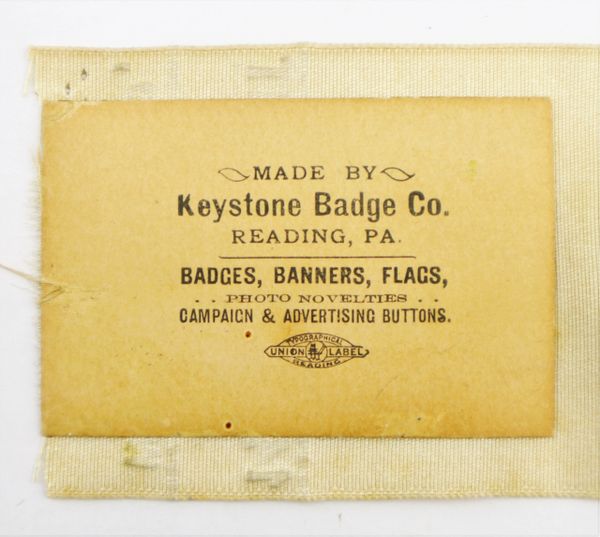 MADE BY
Keystone Badge Co.
READING, PA.
BADGES, BANNERS, FLAGS,
. . PHOTO NOVELTIES . .
CAMPAIGN & ADVERTISING BUTTONS.
TYPOGRAPHICAL
UNION LABEL
READING